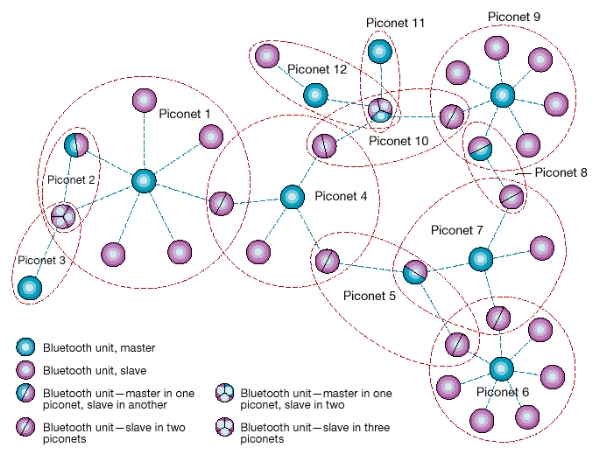 Piconet 11
Piconet 9
Piconet 12
Piconet 1
Piconet 10
Piconet 2
Piconet 8
Piconet 4
Piconet 7
Piconet 3
Piconet 5
Piconet 6
Bluetooth unit, master
Bluetooth unit, slave
Bluetooth unit—master in one
piconet, slave in another
Bluetooth unit—slave in two
piconets
Bluetooth unit—master in one
piconet, slave in two
Bluetooth unit—slave in three
piconets